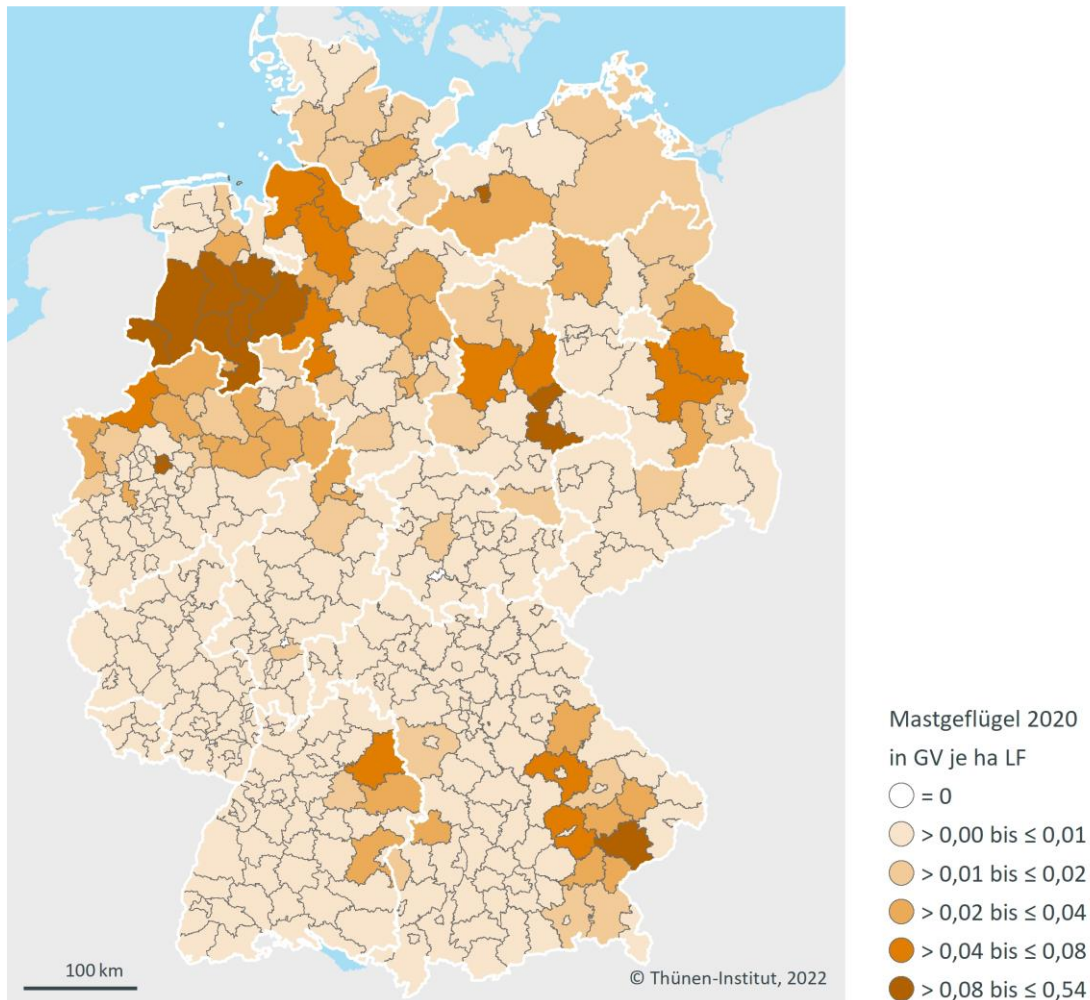 Mastgeflügel 2020
in GV je ha LF
= 0
> 0,00 bis ≤ 0,01
> 0,01 bis ≤ 0,02
> 0,02 bis ≤ 0,04
> 0,04 bis ≤ 0,08
> 0,08 bis ≤ 0,54
100 km
© Thünen-Institut, 2022